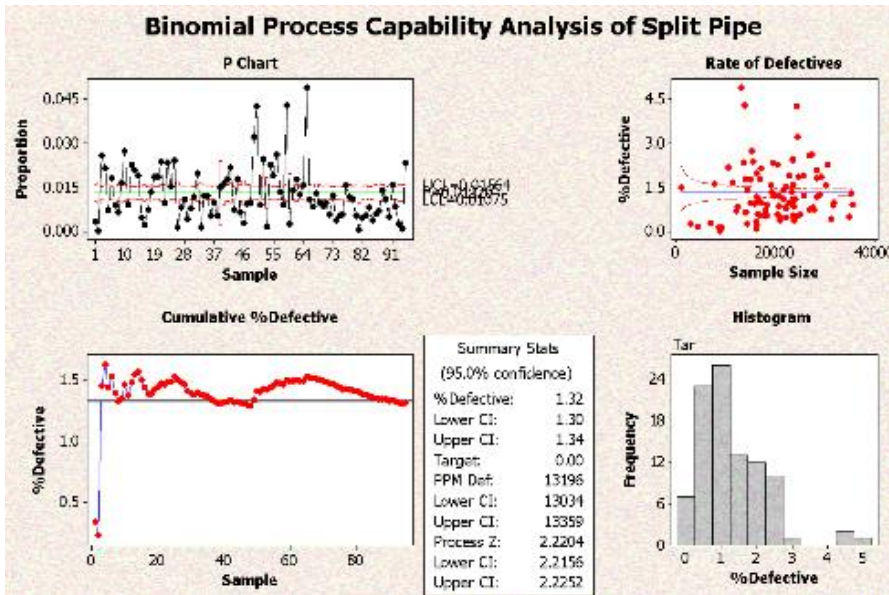 Binomial Process Capability Analysis of Split Pipe
P Chart
0.045
0.030
0.015
0.000
Proportion
1 10 19 28 37 46 55 64 73 82 91
Sample
UCL=0.01564
LCL=0.01075
Rate of Defectives
4.5
3.0
1.5
0.0
%Defective
0 20000 40000
Sample Size
Cumulative %Defective
1.5
1.0
0.5
%Defective
0 20 40 60 80
Sample
Summary Stats
(95.0% confidence)
%Defective: 1.32
Lower CI: 1.30
Upper CI: 1.34
Target: 0.00
PPM Def: 13196
Lower CI: 13034
Upper CI: 13359
Process Z: 2.2204
Lower CI: 2.2156
Upper CI: 2.2252
Histogram
Tar
24
18
12
6
0
Frequency
0 1 2 3 4 5
%Defective